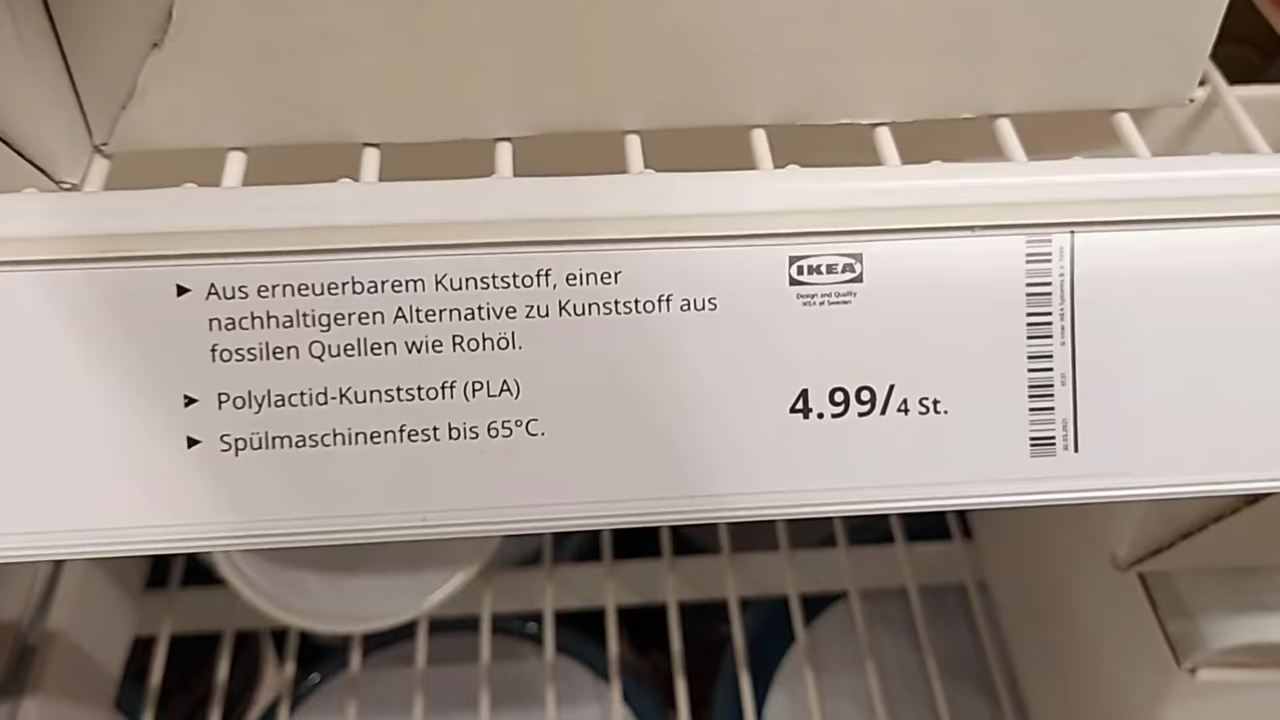 Aus erneuerbarem Kunststoff, einer
nachhaltigeren Alternative zu Kunststoff aus
fossilen Quellen wie Rohöl.
Polylactid-Kunststoff (PLA)
Spülmaschinenfest bis 65°C.
IKEA
Design and Quality
IKEA of Sweden
4.99/4 St.